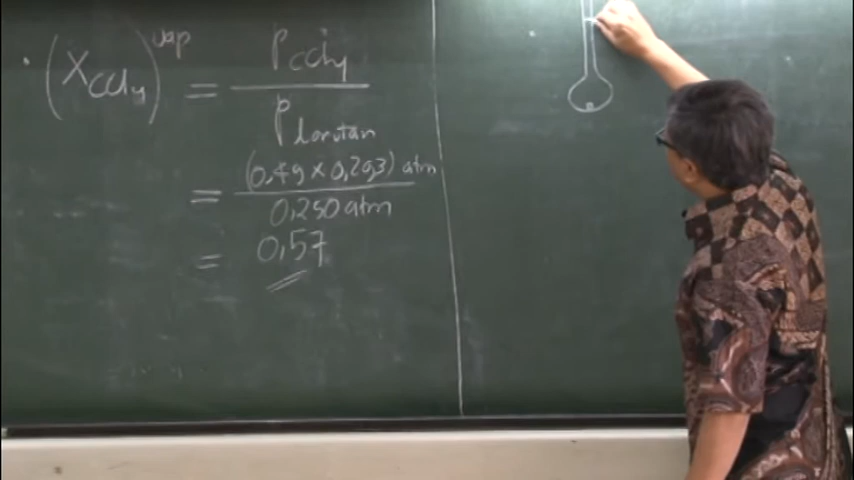 (X_CCl₄)^uap = P_CCl₄ / P_larutan
= (0,49 x 0,293) atm / 0,250 atm
= 0,57